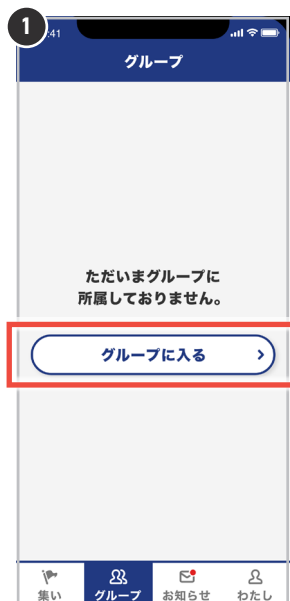 1
:41
グループ
ただいまグループに
所属しておりません。
グループに入る
集い
グループ
お知らせ
わたし